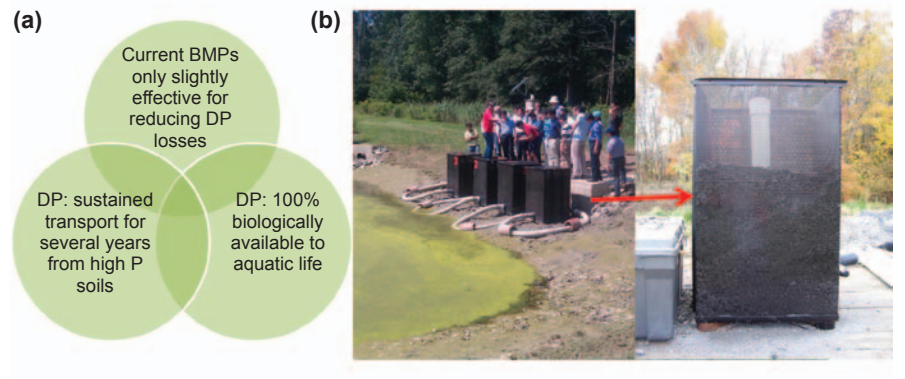 (a)
Current BMPs
only slightly
effective for
reducing DP
losses
DP: sustained
transport for
several years
from high P
soils
DP: 100%
biologically
available to
aquatic life
(b)